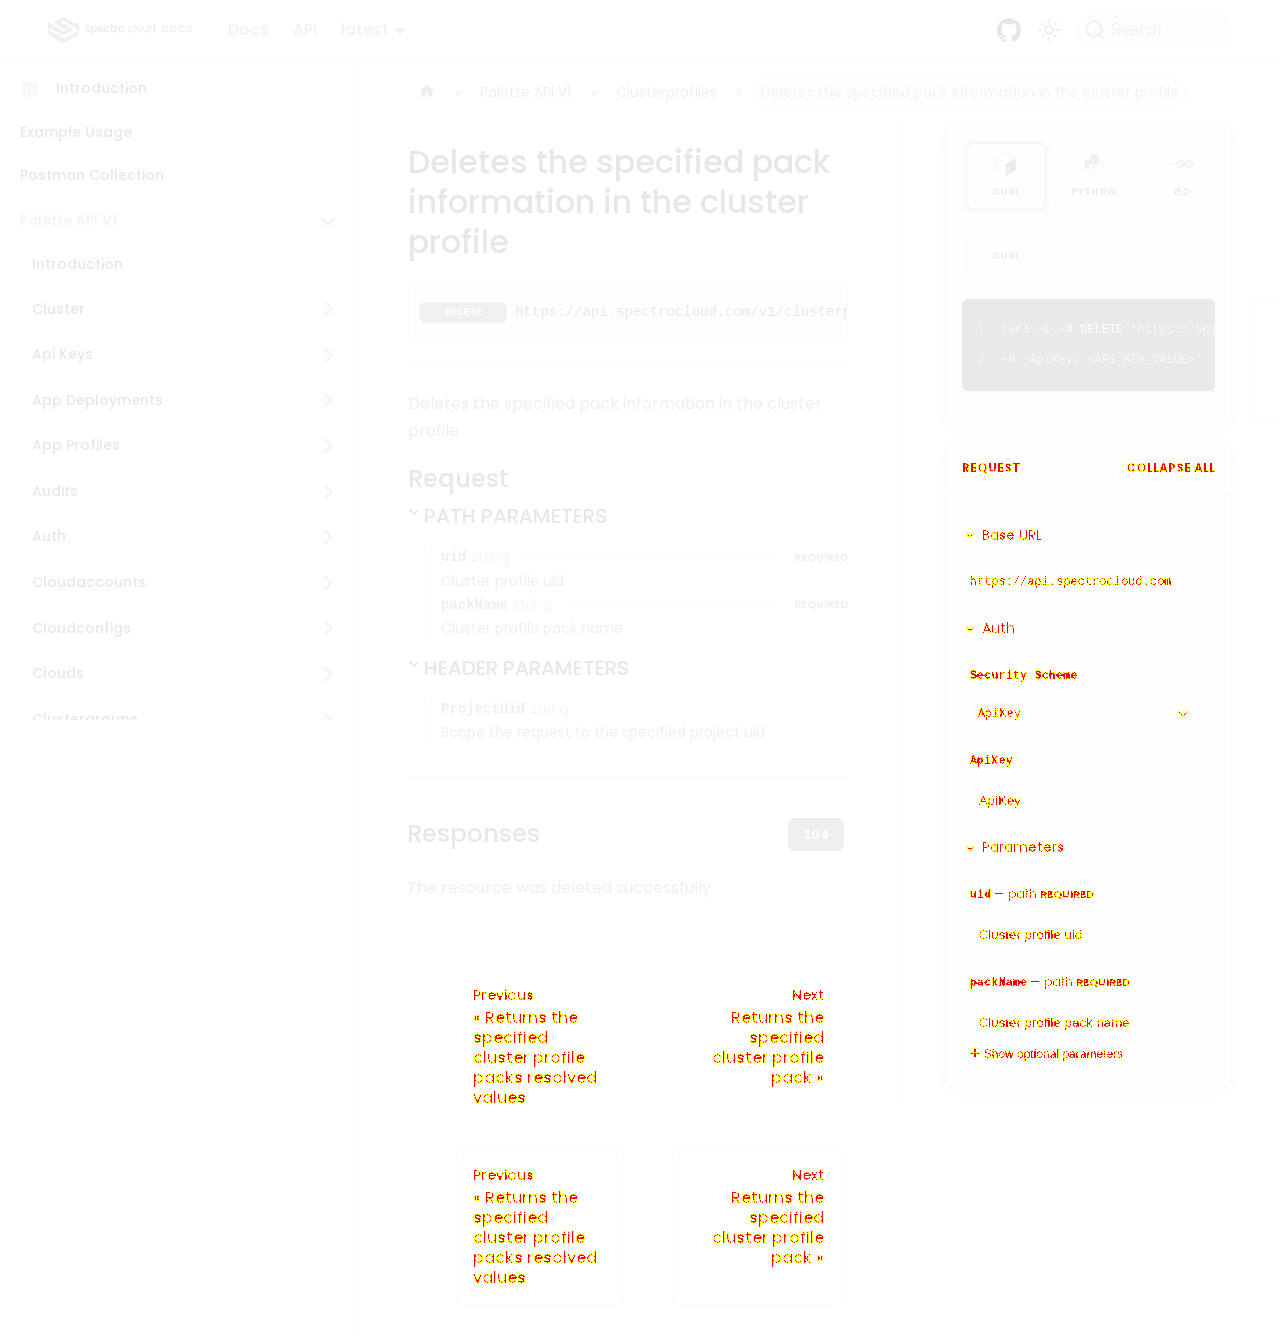 spectro cloud DOCS Docs API latest Search
Introduction
Example Usage
Postman Collection
Palette API V1
Introduction
Cluster
Api Keys
App Deployments
App Profiles
Audits
Auth
Cloudaccounts
Cloudconfigs
Clouds
Clustergroups
Palette API V1 Clusterprofiles Deletes the specified pack information in the cluster profile
Deletes the specified pack
information in the cluster
profile
DELETE https://api.spectrocloud.com/v1/clusterp
Deletes the specified pack information in the cluster
profile
Request
PATH PARAMETERS
uid string REQUIRED
Cluster profile uid
packName string REQUIRED
Cluster profile pack name
HEADER PARAMETERS
ProjectUid string
Scope the request to the specified project uid
Responses 204
The resource was deleted successfully
Previous
« Returns the
specified
cluster profile
packs resolved
values
Next
Returns the
specified
cluster profile
pack »
Previous
« Returns the
specified
cluster profile
packs resolved
values
Next
Returns the
specified
cluster profile
pack »
CURL PYTHON GO
CURL
1 curl -L -X DELETE 'https://api
2 -H 'ApiKey: <API_KEY_VALUE>'
REQUEST COLLAPSE ALL
Base URL
https://api.spectrocloud.com
Auth
Security Scheme
ApiKey
ApiKey
ApiKey
Parameters
uid — path REQUIRED
Cluster profile uid
packName — path REQUIRED
Cluster profile pack name
Show optional parameters